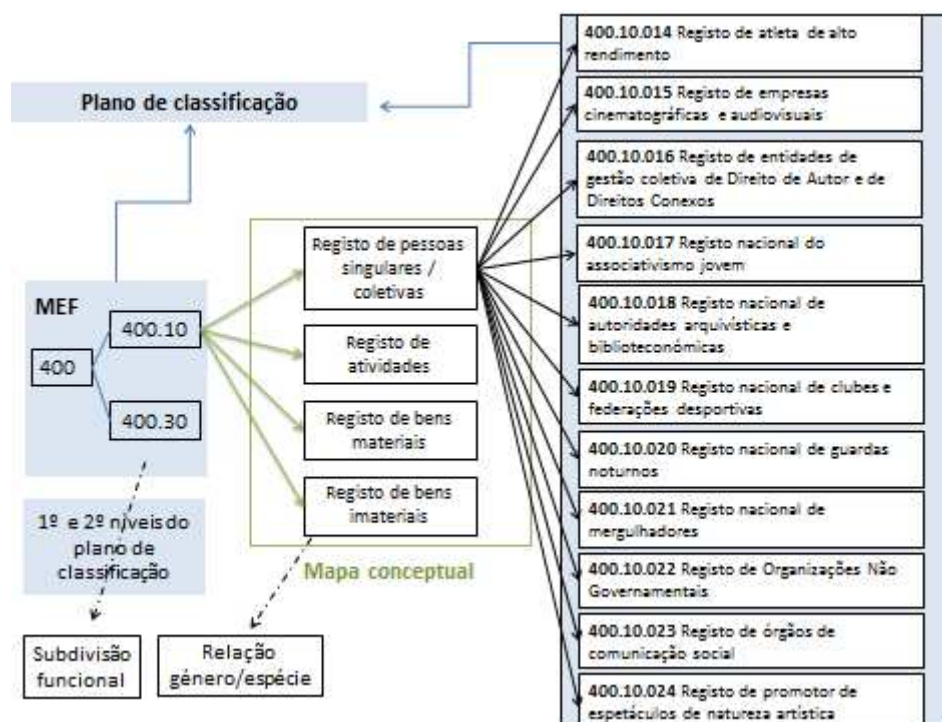 Plano de classificação
MEF
400
400.10
400.30
1º e 2º níveis do
plano de
classificação
Subdivisão
funcional
Registo de pessoas
singulares /
coletivas
Registo de
atividades
Registo de bens
materiais
Registo de bens
imateriais
Mapa conceptual
Relação
género/espécie
400.10.014 Registo de atleta de alto
rendimento
400.10.015 Registo de empresas
cinematográficas e audiovisuais
400.10.016 Registo de entidades de
gestão coletiva de Direito de Autor e de
Direitos Conexos
400.10.017 Registo nacional do
associativismo jovem
400.10.018 Registo nacional de
autoridades arquivísticas e
biblioteconómicas
400.10.019 Registo nacional de clubes e
federações desportivas
400.10.020 Registo nacional de guardas
noturnos
400.10.021 Registo nacional de
mergulhadores
400.10.022 Registo de Organizações Não
Governamentais
400.10.023 Registo de órgãos de
comunicação social
400.10.024 Registo de promotor de
espetáculos de natureza artística